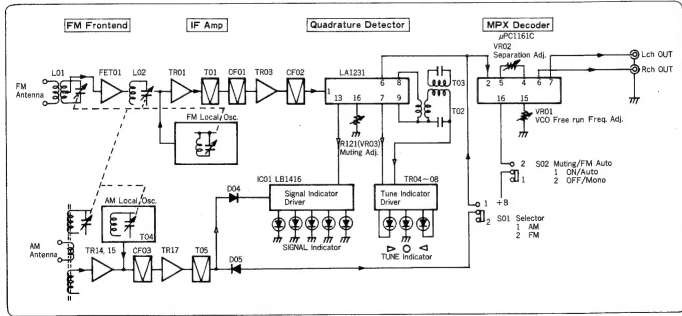 FM Frontend
IF Amp
Quadrature Detector
MPX Decoder
μPC1161C
VR02
Separation Adj.
Lch OUT
Rch OUT
L01
FET01
L02
TR01
T01
CF01
TR03
CF02
LA1231
6 8
1
13 16 7 9
T03
T02
2 5 4 6 7
16 15
FM
Antenna
FM Local Osc.
R121(VR03)
Muting Adj.
VR01
VCO Free run Freq. Adj.
2
1
S02 Muting/FM Auto
1 ON/Auto
2 OFF/Mono
+B
IC01 LB1416
Signal Indicator
Driver
TR04~08
Tune Indicator
Driver
D04
AM Local Osc.
T04
1
2
S01 Selector
1 AM
2 FM
AM
Antenna
TR14, 15
CF03
TR17
T05
D05
SIGNAL Indicator
TUNE Indicator